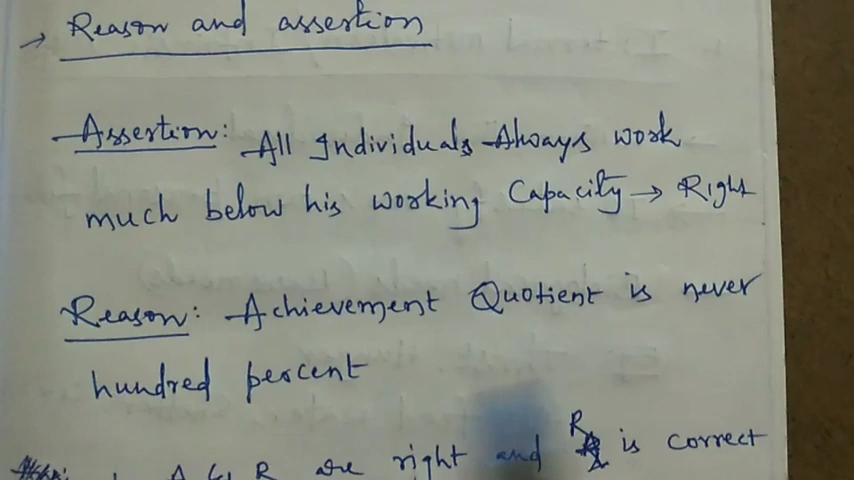 → Reason and assertion
Assertion: All Individuals Always work
much below his working Capacity → Right
Reason: Achievement Quotient is never
hundred percent
A & R are right and R is correct